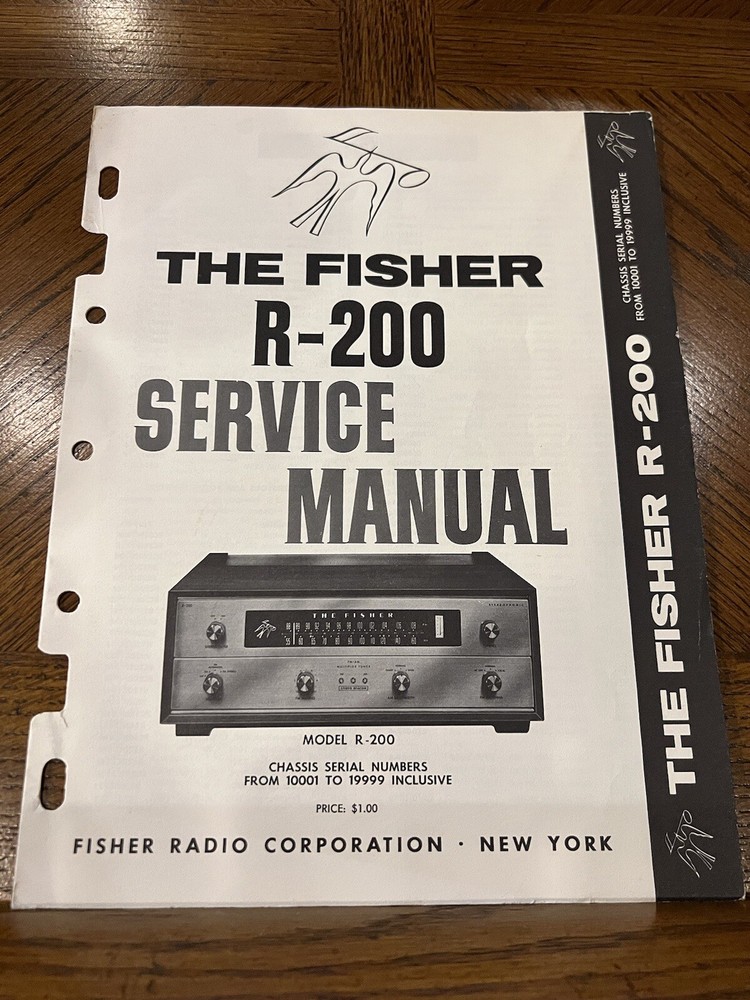 THE FISHER
R-200
SERVICE
MANUAL
THE FISHER
MODEL R-200
CHASSIS SERIAL NUMBERS
FROM 10001 TO 19999 INCLUSIVE
PRICE: $1.00
FISHER RADIO CORPORATION · NEW YORK
THE FISHER R-200
CHASSIS SERIAL NUMBERS
FROM 10001 TO 19999 INCLUSIVE